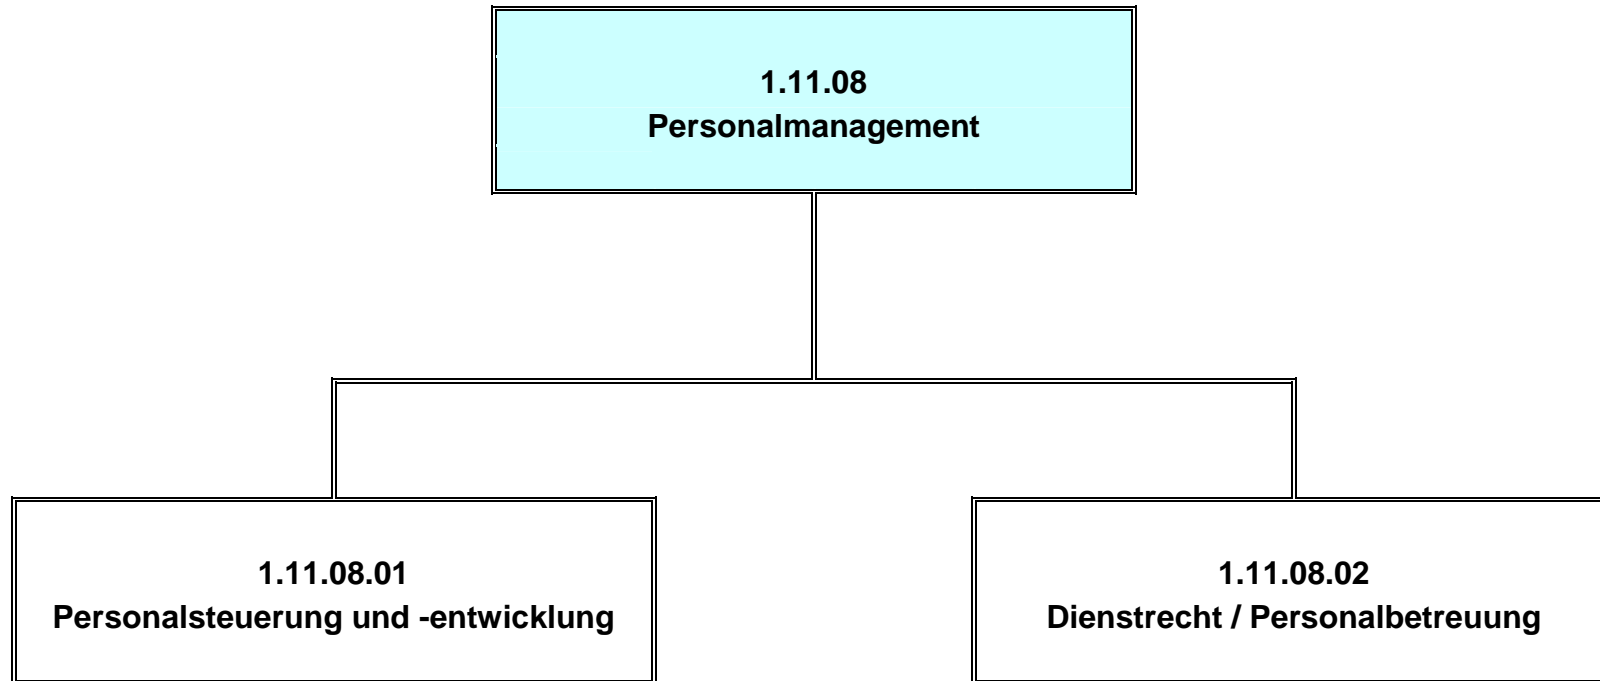 1.11.08
Personalmanagement
1.11.08.01
Personalsteuerung und -entwicklung
1.11.08.02
Dienstrecht / Personalbetreuung